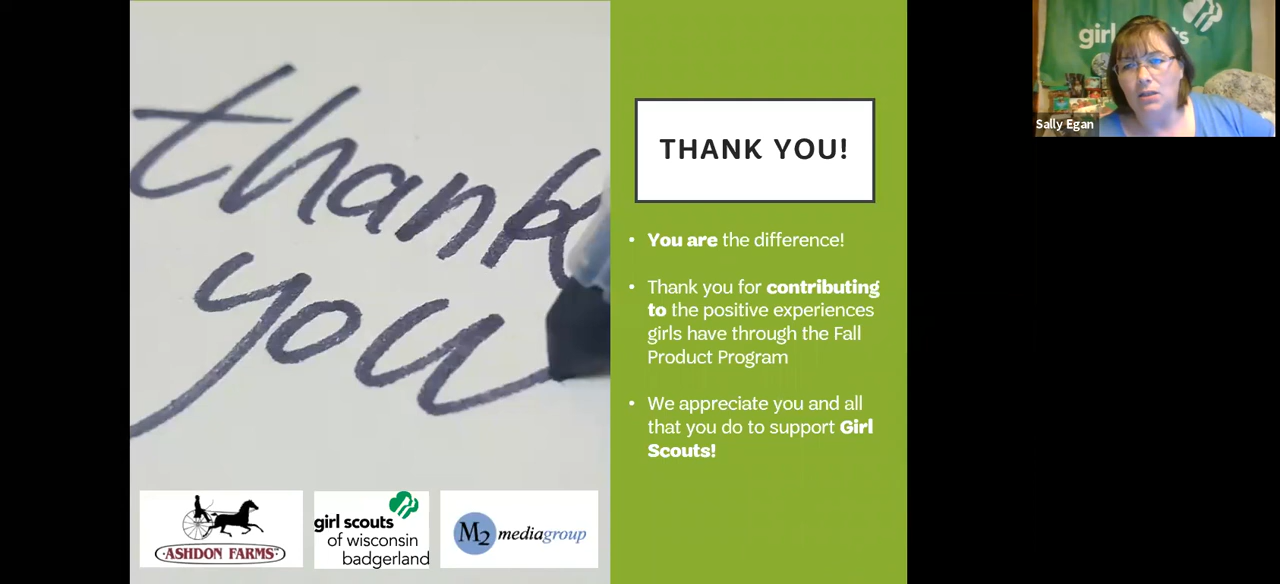 thank
you
THANK YOU!
• You are the difference!
• Thank you for contributing
to the positive experiences
girls have through the Fall
Product Program
• We appreciate you and all
that you do to support Girl
Scouts!
ASHDON FARMS
girl scouts
of wisconsin
badgerland
M2 mediagroup
girl scouts
Sally Egan